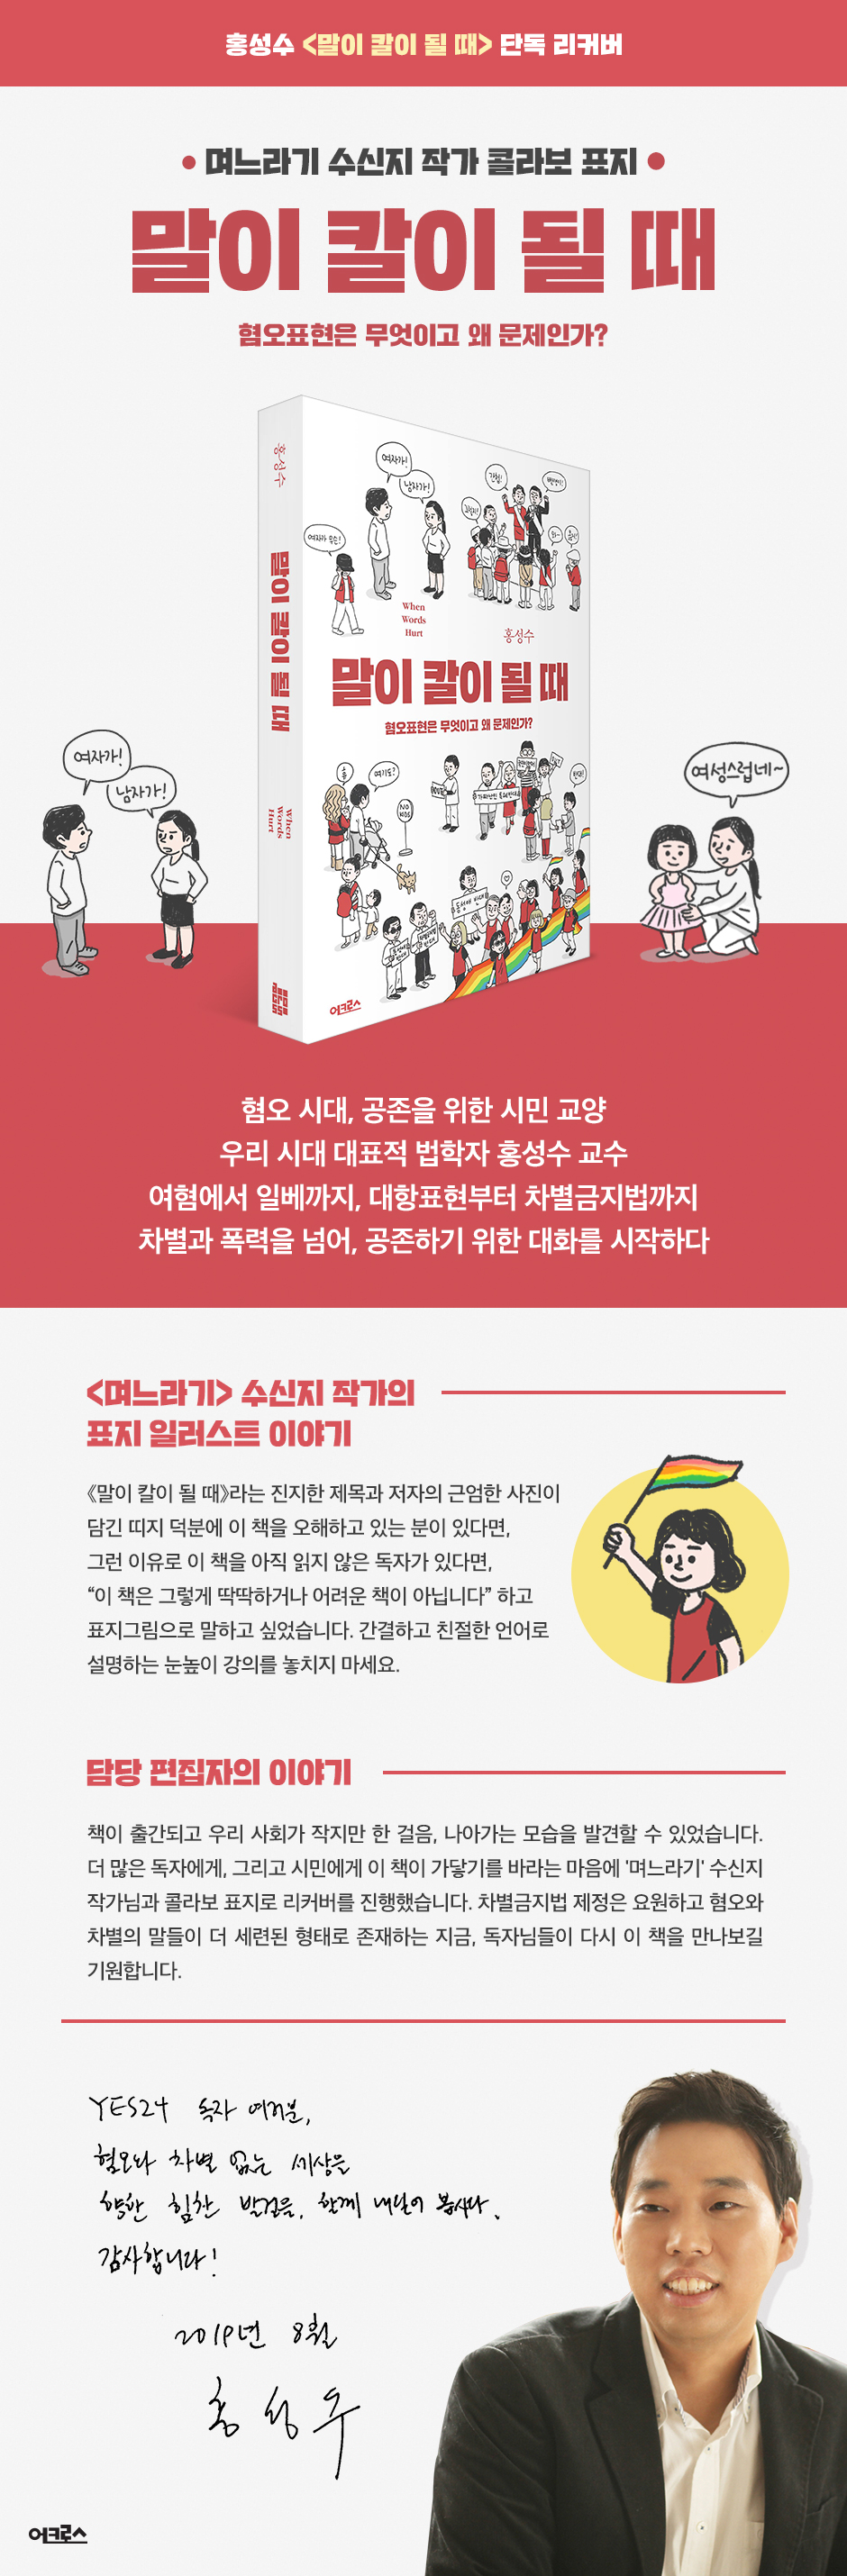 홍성수 <말이 칼이 될 때> 단독 리커버
• 며느라기 수신지 작가 콜라보 표지 •
말이 칼이 될 때
혐오표현은 무엇이고 왜 문제인가?
홍성수
말이 칼이 될 때
When
Words
Hurt
여자가!
남자가!
When
Words
Hurt
홍성수
말이 칼이 될 때
혐오표현은 무엇이고 왜 문제인가?
여기도?
NO
KIDS
어크로스
여자가!
남자가!
여성스럽네~
혐오 시대, 공존을 위한 시민 교양
우리 시대 대표적 법학자 홍성수 교수
여혐에서 일베까지, 대항표현부터 차별금지법까지
차별과 폭력을 넘어, 공존하기 위한 대화를 시작하다
<며느라기> 수신지 작가의
표지 일러스트 이야기
《말이 칼이 될 때》라는 진지한 제목과 저자의 근엄한 사진이
담긴 띠지 덕분에 이 책을 오해하고 있는 분이 있다면,
그런 이유로 이 책을 아직 읽지 않은 독자가 있다면,
“이 책은 그렇게 딱딱하거나 어려운 책이 아닙니다” 하고
표지그림으로 말하고 싶었습니다. 간결하고 친절한 언어로
설명하는 눈높이 강의를 놓치지 마세요.
담당 편집자의 이야기
책이 출간되고 우리 사회가 작지만 한 걸음, 나아가는 모습을 발견할 수 있었습니다.
더 많은 독자에게, 그리고 시민에게 이 책이 가닿기를 바라는 마음에 '며느라기' 수신지
작가님과 콜라보 표지로 리커버를 진행했습니다. 차별금지법 제정은 요원하고 혐오와
차별의 말들이 더 세련된 형태로 존재하는 지금, 독자님들이 다시 이 책을 만나보길
기원합니다.
YES24 독자 여러분,
혐오와 차별 없는 세상을
향한 힘찬 발걸음, 함께 내딛어 봅시다.
감사합니다!
2019년 8월
홍성수
어크로스